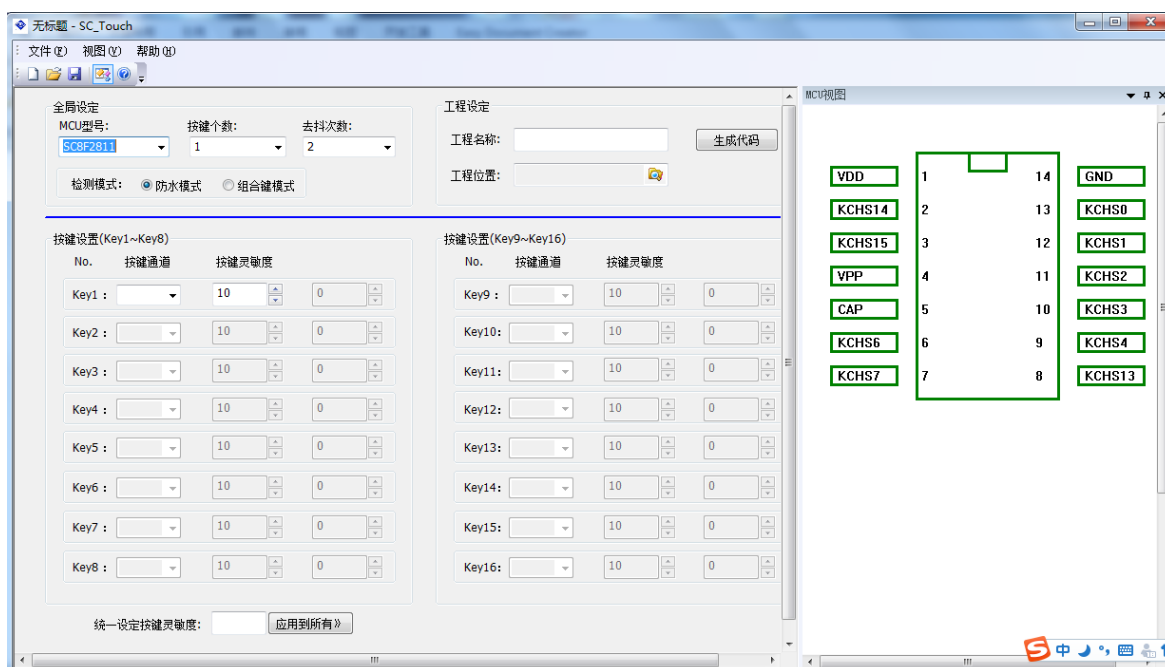 无标题 - SC_Touch
文件(F) 视图(V) 帮助(H)
全局设定
MCU型号: 按键个数: 去抖次数:
SC8F2811 1 2
检测模式: 防水模式 组合键模式
工程设定
工程名称: 生成代码
工程位置:
按键设置(Key1~Key8)
No. 按键通道 按键灵敏度
Key1 : 10 0
Key2 : 10 0
Key3 : 10 0
Key4 : 10 0
Key5 : 10 0
Key6 : 10 0
Key7 : 10 0
Key8 : 10 0
按键设置(Key9~Key16)
No. 按键通道 按键灵敏度
Key9 : 10 0
Key10: 10 0
Key11: 10 0
Key12: 10 0
Key13: 10 0
Key14: 10 0
Key15: 10 0
Key16: 10 0
统一设定按键灵敏度: 应用到所有》
MCU视图
VDD 1 14 GND
KCHS14 2 13 KCHS0
KCHS15 3 12 KCHS1
VPP 4 11 KCHS2
CAP 5 10 KCHS3
KCHS6 6 9 KCHS4
KCHS7 7 8 KCHS13
S 中